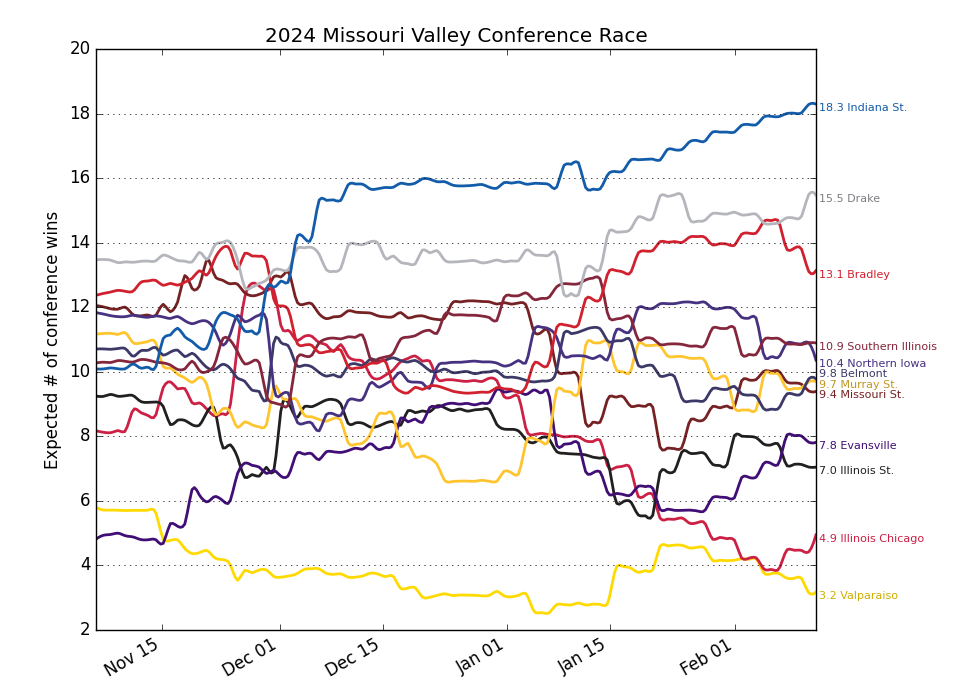 2024 Missouri Valley Conference Race
Expected # of conference wins
20
18
16
14
12
10
8
6
4
2
18.3 Indiana St.
15.5 Drake
13.1 Bradley
10.9 Southern Illinois
10.4 Northern Iowa
9.8 Belmont
9.7 Murray St.
9.4 Missouri St.
7.8 Evansville
7.0 Illinois St.
4.9 Illinois Chicago
3.2 Valparaiso
Nov 15
Dec 01
Dec 15
Jan 01
Jan 15
Feb 01